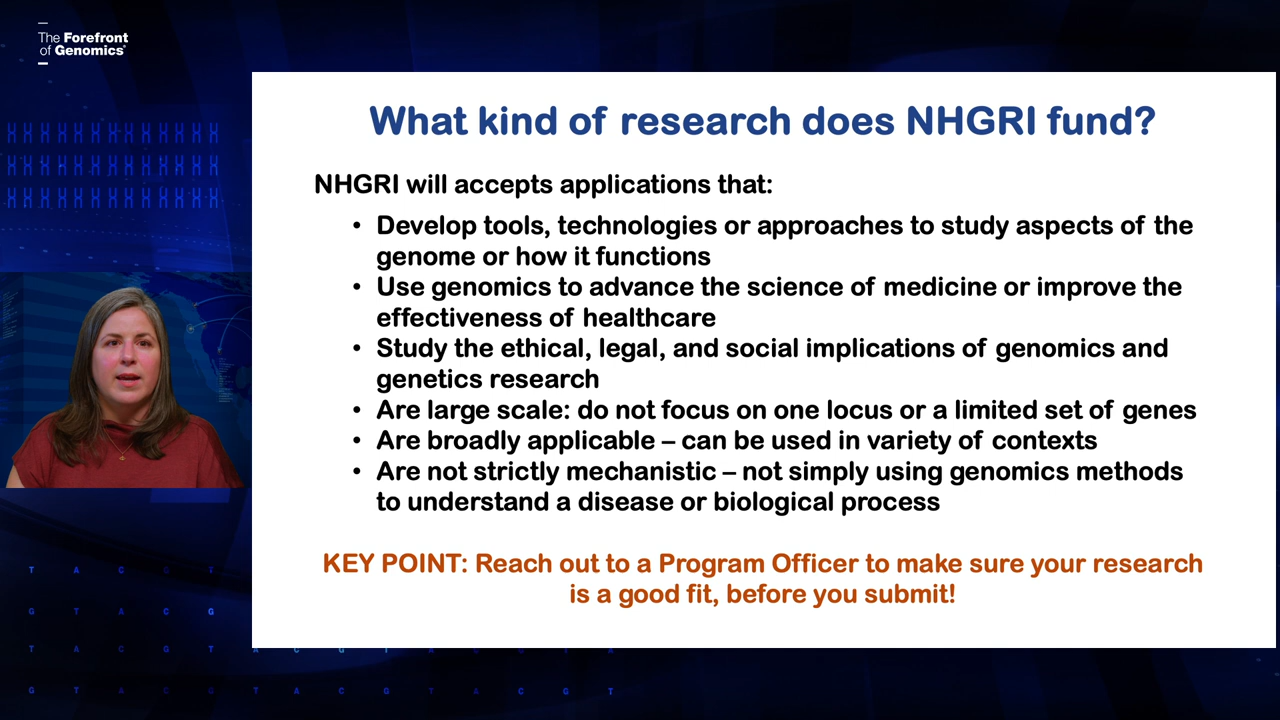 The Forefront
of Genomics®
What kind of research does NHGRI fund?
NHGRI will accepts applications that:
• Develop tools, technologies or approaches to study aspects of the
genome or how it functions
• Use genomics to advance the science of medicine or improve the
effectiveness of healthcare
• Study the ethical, legal, and social implications of genomics and
genetics research
• Are large scale: do not focus on one locus or a limited set of genes
• Are broadly applicable – can be used in variety of contexts
• Are not strictly mechanistic – not simply using genomics methods
to understand a disease or biological process
KEY POINT: Reach out to a Program Officer to make sure your research
is a good fit, before you submit!
T A C G T
G T A C G
T A C G T A C G T A C G T A
G T A C G T A C G T A C G T